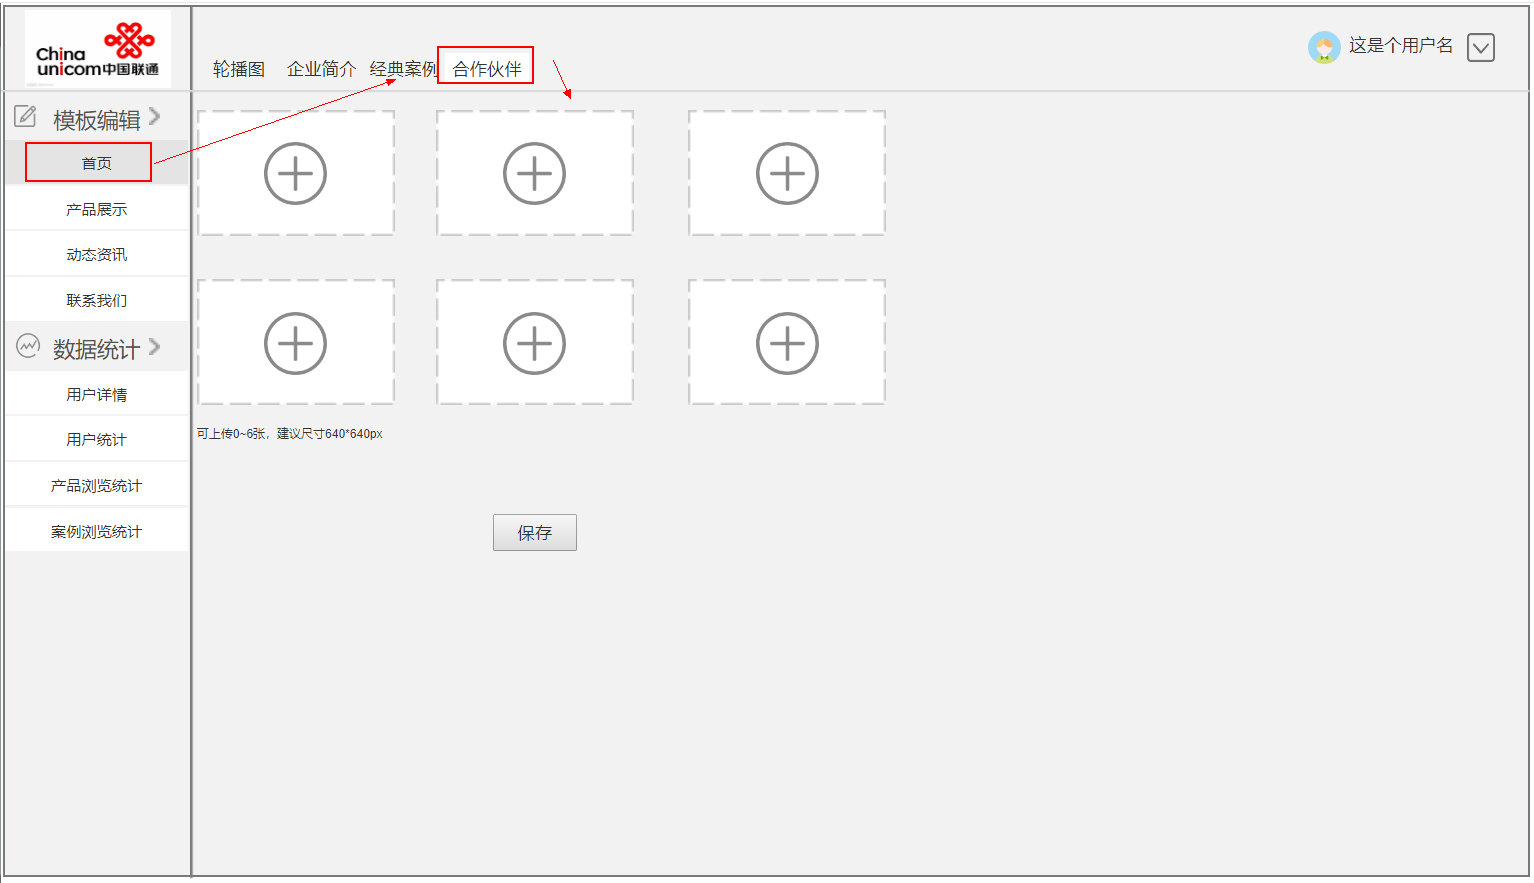 China
unicom中国联通
轮播图 企业简介 经典案例 合作伙伴
这是个用户名
模板编辑
首页
产品展示
动态资讯
联系我们
数据统计
用户详情
用户统计
产品浏览统计
案例浏览统计
可上传0~6张，建议尺寸640*640px
保存